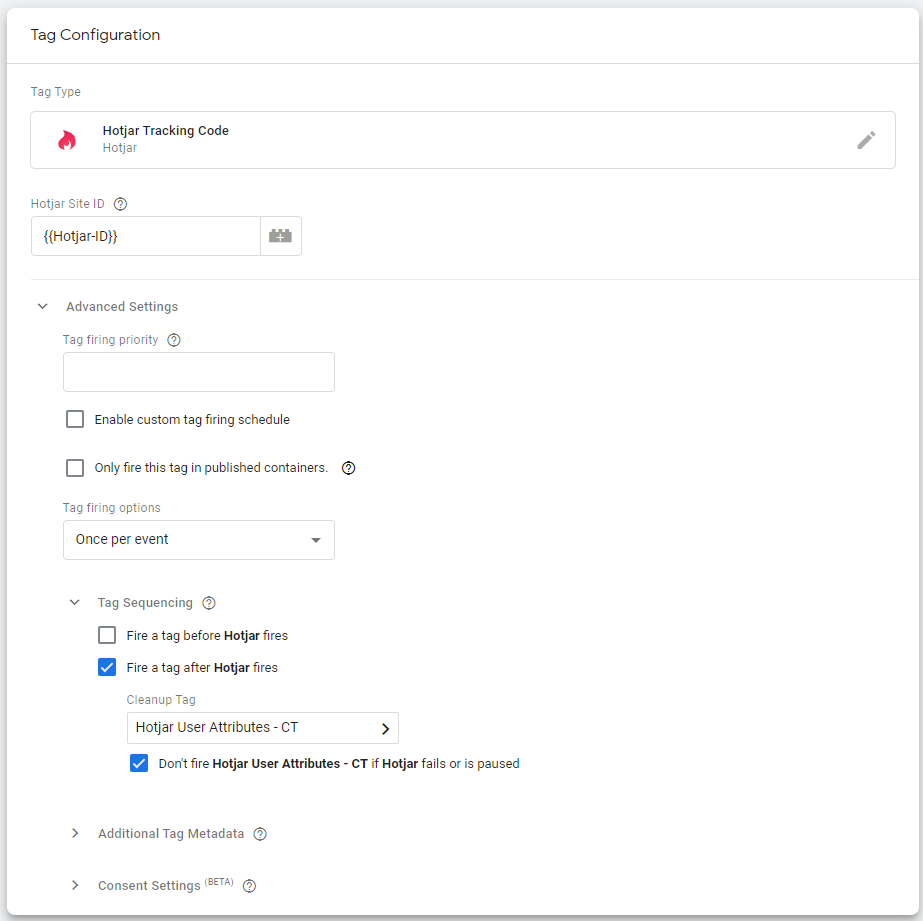 Tag Configuration
Tag Type
Hotjar Tracking Code
Hotjar
Hotjar Site ID ?
{{Hotjar-ID}}
Advanced Settings
Tag firing priority ?
Enable custom tag firing schedule
Only fire this tag in published containers. ?
Tag firing options
Once per event
Tag Sequencing ?
Fire a tag before Hotjar fires
Fire a tag after Hotjar fires
Cleanup Tag
Hotjar User Attributes - CT
Don't fire Hotjar User Attributes - CT if Hotjar fails or is paused
Additional Tag Metadata ?
Consent Settings (BETA) ?